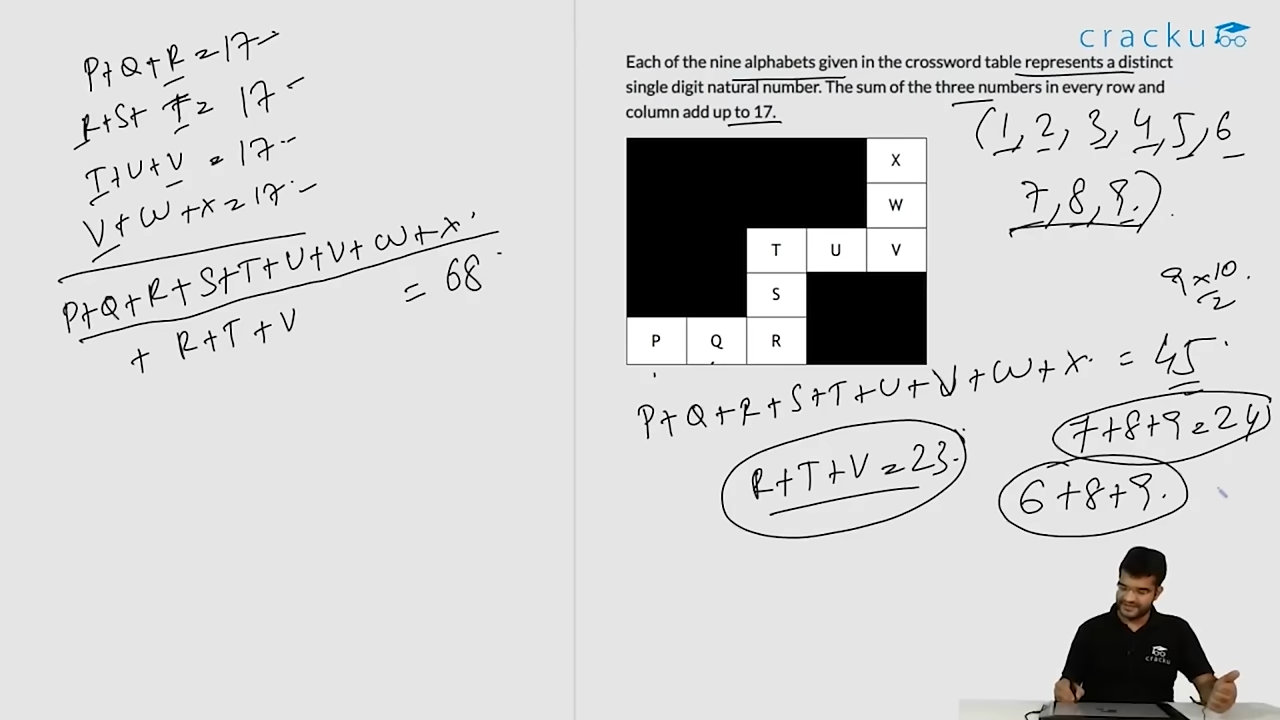 P+Q+R=17
R+S+T=17
T+U+V=17
V+W+X=17
P+Q+R+S+T+U+V+W+X
+ R+T+V
=68
cracku
Each of the nine alphabets given in the crossword table represents a distinct
single digit natural number. The sum of the three numbers in every row and
column add up to 17.
(1,2,3,4,5,6
7,8,9.)
X
W
T U V
S
P Q R
9×10
2
P+Q+R+S+T+U+V+W+X = 45
R+T+V=23
7+8+9=24
6+8+9
cracku